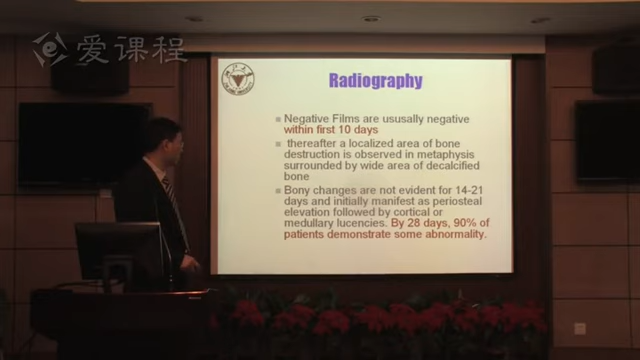 爱课程
Radiography
Negative Films are ususally negative
within first 10 days
thereafter a localized area of bone
destruction is observed in metaphysis
surrounded by wide area of decalcified
bone
Bony changes are not evident for 14-21
days and initially manifest as periosteal
elevation followed by cortical or
medullary lucencies. By 28 days, 90% of
patients demonstrate some abnormality.